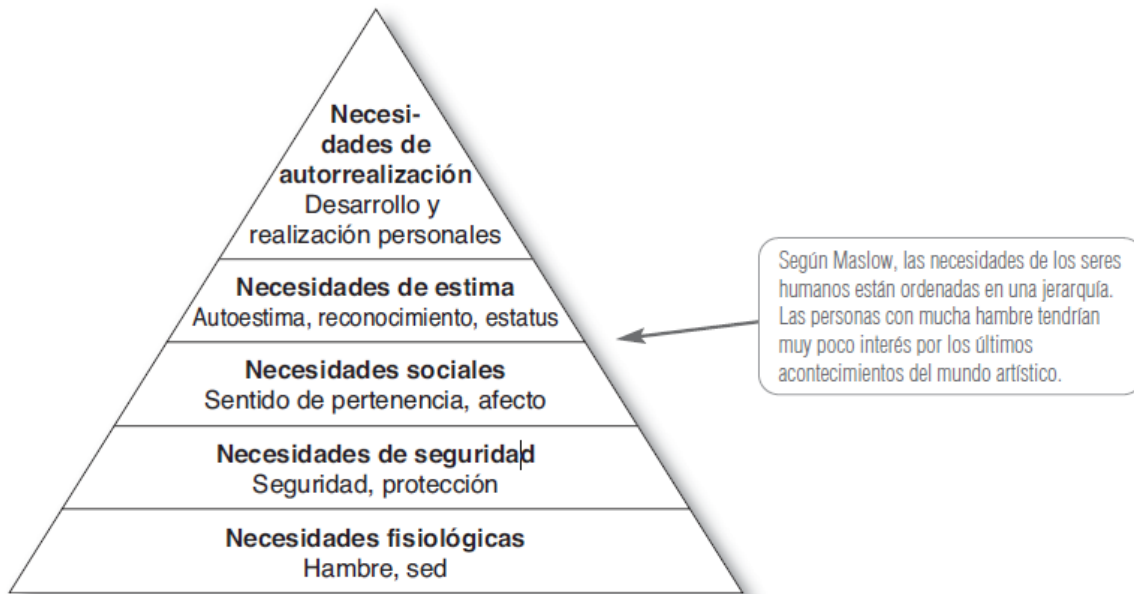 Necesi-
dades de
autorrealización
Desarrollo y
realización personales
Necesidades de estima
Autoestima, reconocimiento, estatus
Necesidades sociales
Sentido de pertenencia, afecto
Necesidades de seguridad
Seguridad, protección
Necesidades fisiológicas
Hambre, sed
Según Maslow, las necesidades de los seres
humanos están ordenadas en una jerarquía.
Las personas con mucha hambre tendrían
muy poco interés por los últimos
acontecimientos del mundo artístico.